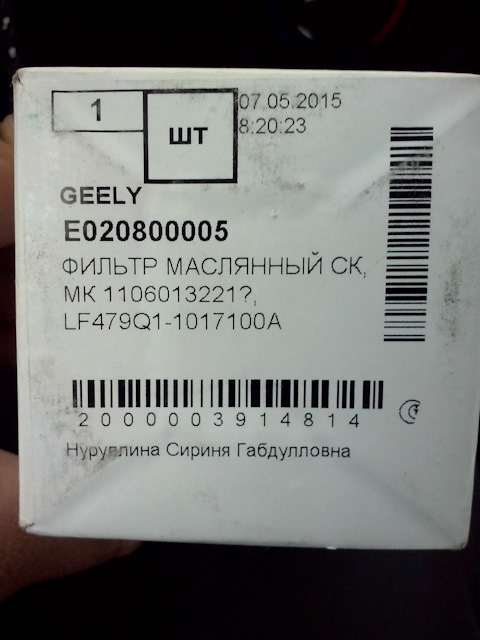 1
ШТ
07.05.2015
8:20:23
GEELY
E020800005
ФИЛЬТР МАСЛЯННЫЙ СК,
МК 1106013221?,
LF479Q1-1017100A
2000003914814
Нуруллина Сириня Габдулловна